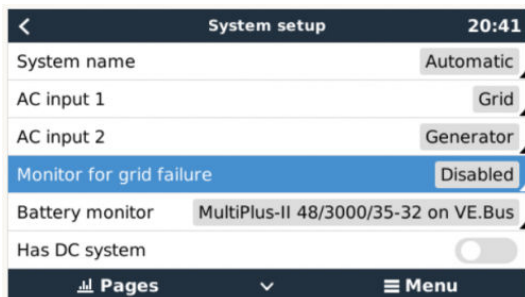 System setup 20:41
System name Automatic
AC input 1 Grid
AC input 2 Generator
Monitor for grid failure Disabled
Battery monitor MultiPlus-II 48/3000/35-32 on VE.Bus
Has DC system
Pages Menu